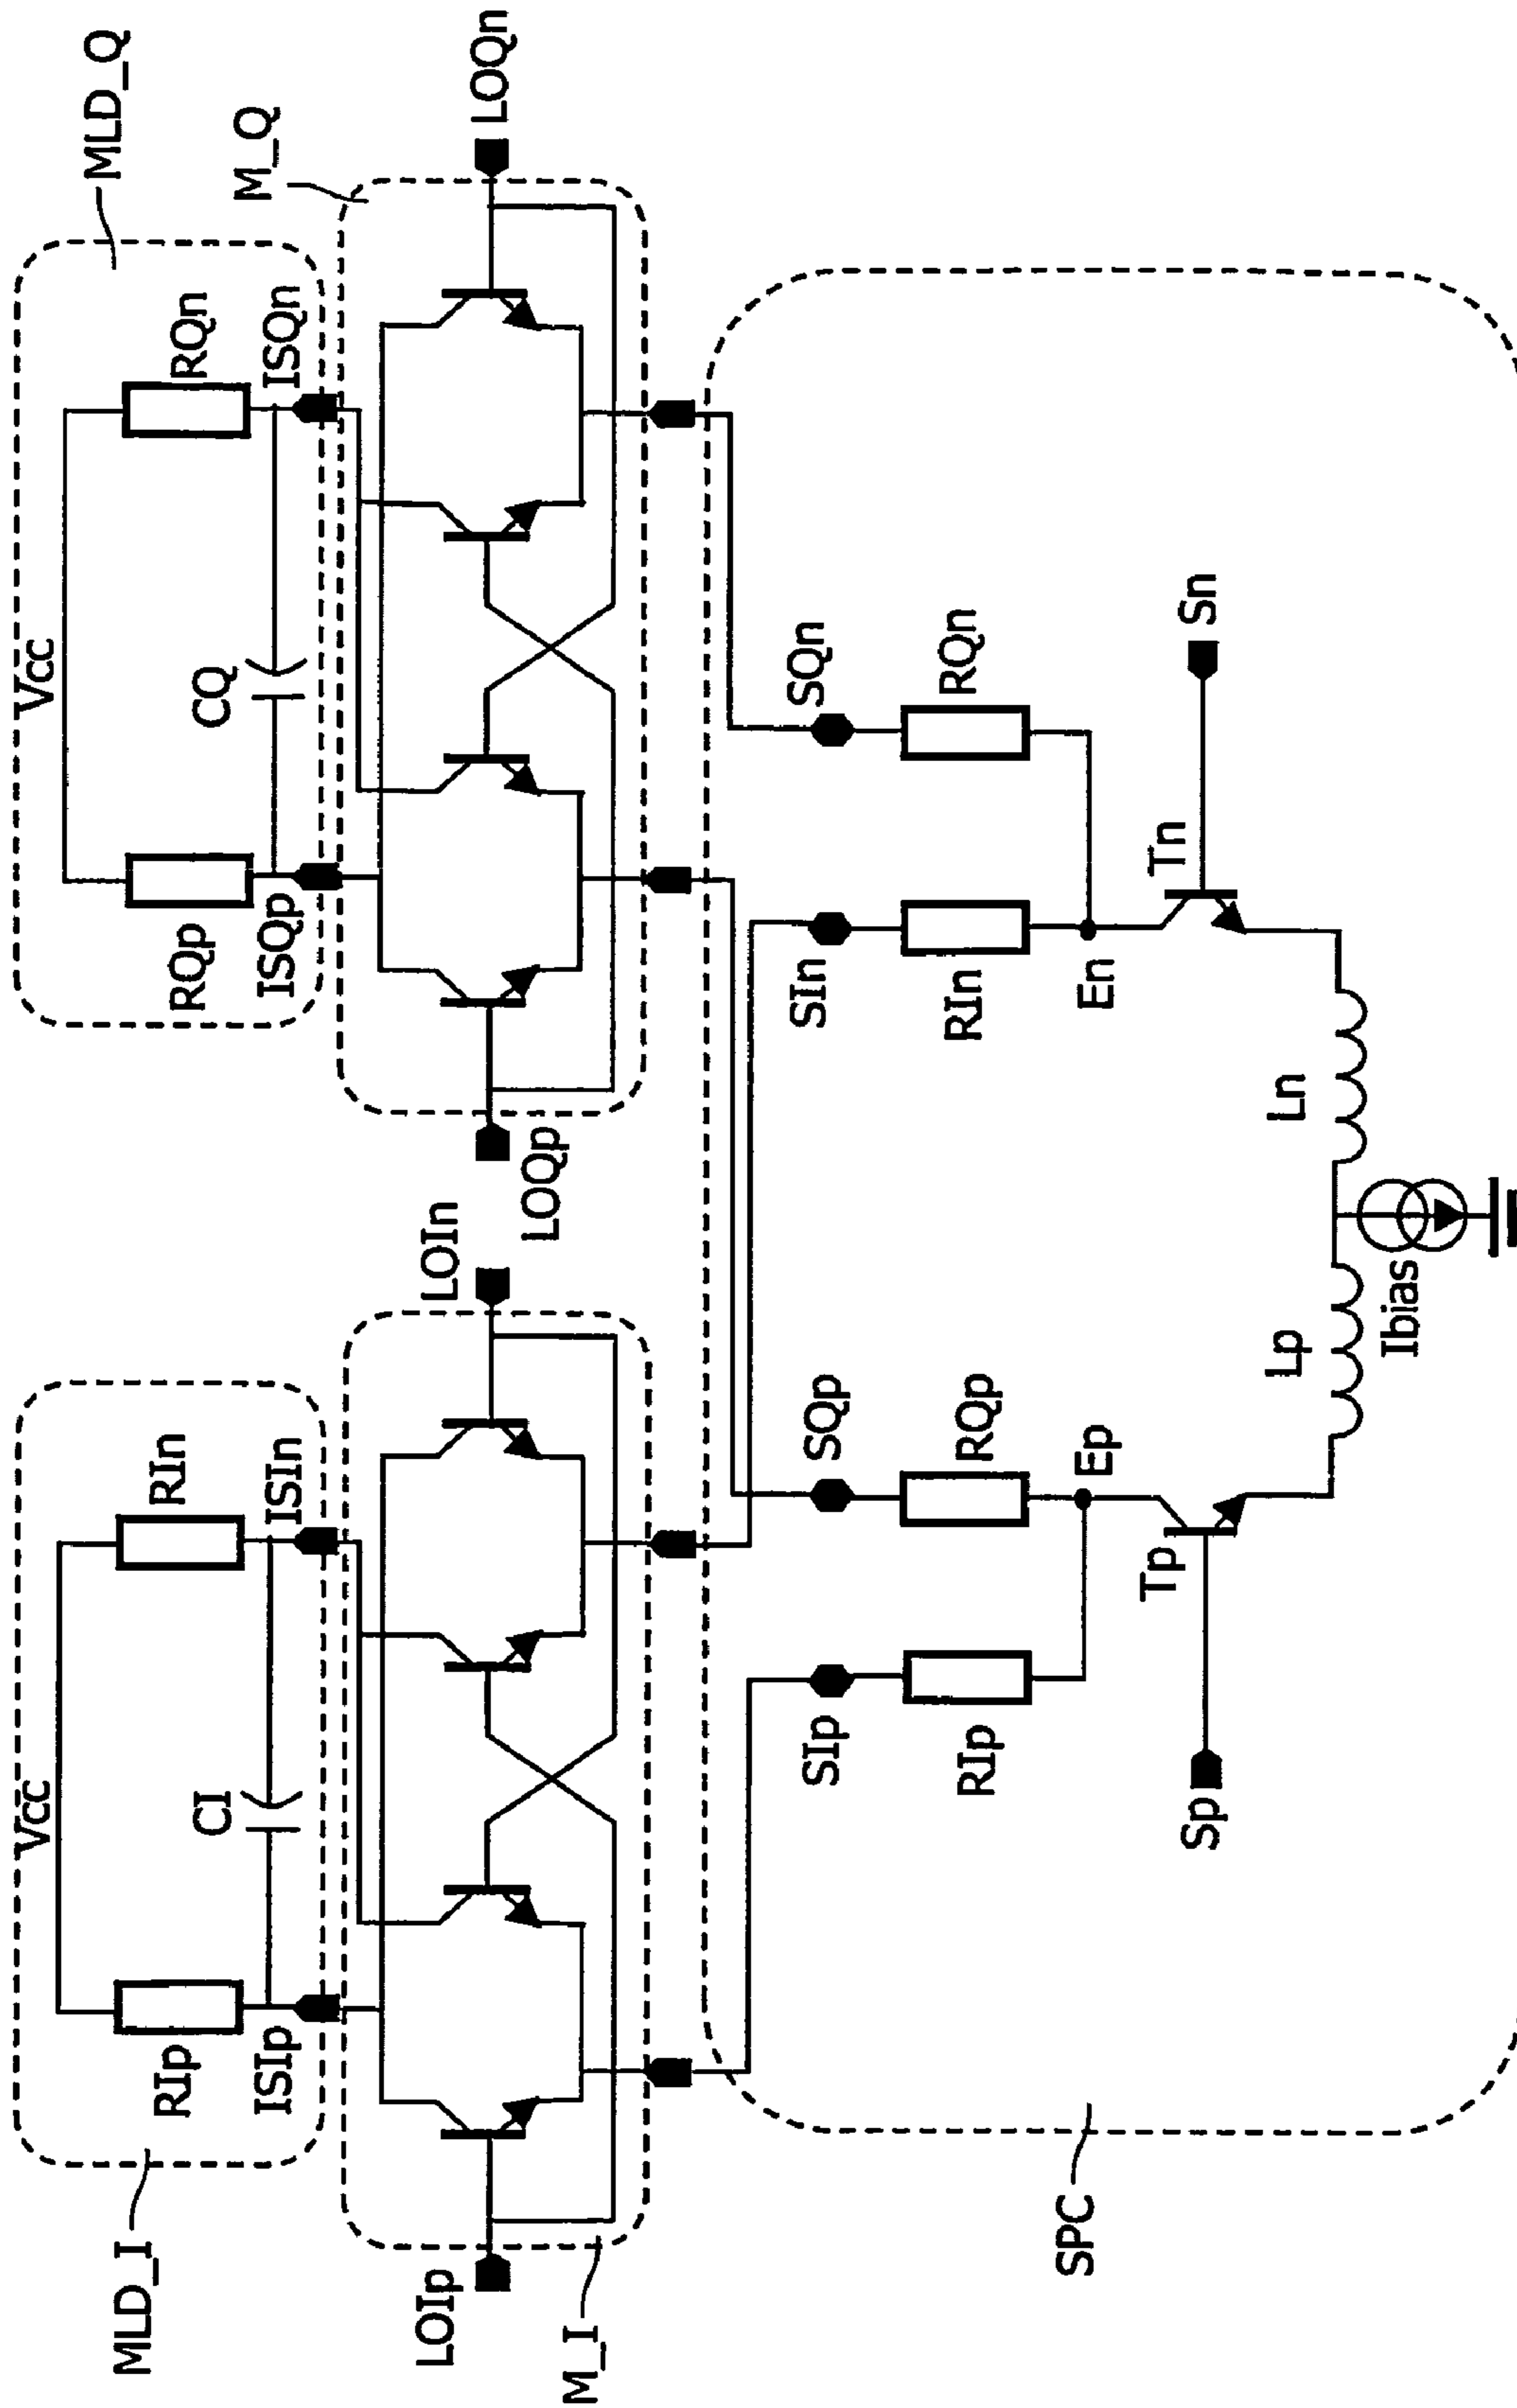 MLD_I
Vcc
RIp
RIn
CI
ISIp
ISIn
MLD_Q
Vcc
RQp
RQn
CQ
ISQp
ISQn
M_Q
LOIp
LOIn
LOQp
LOQn
M_I
SIp
SQp
SIn
SQn
RIp
RQp
RIn
RQn
Ep
En
Tp
Tn
Sp
Sn
SPC
Lp
Ln
Ibias